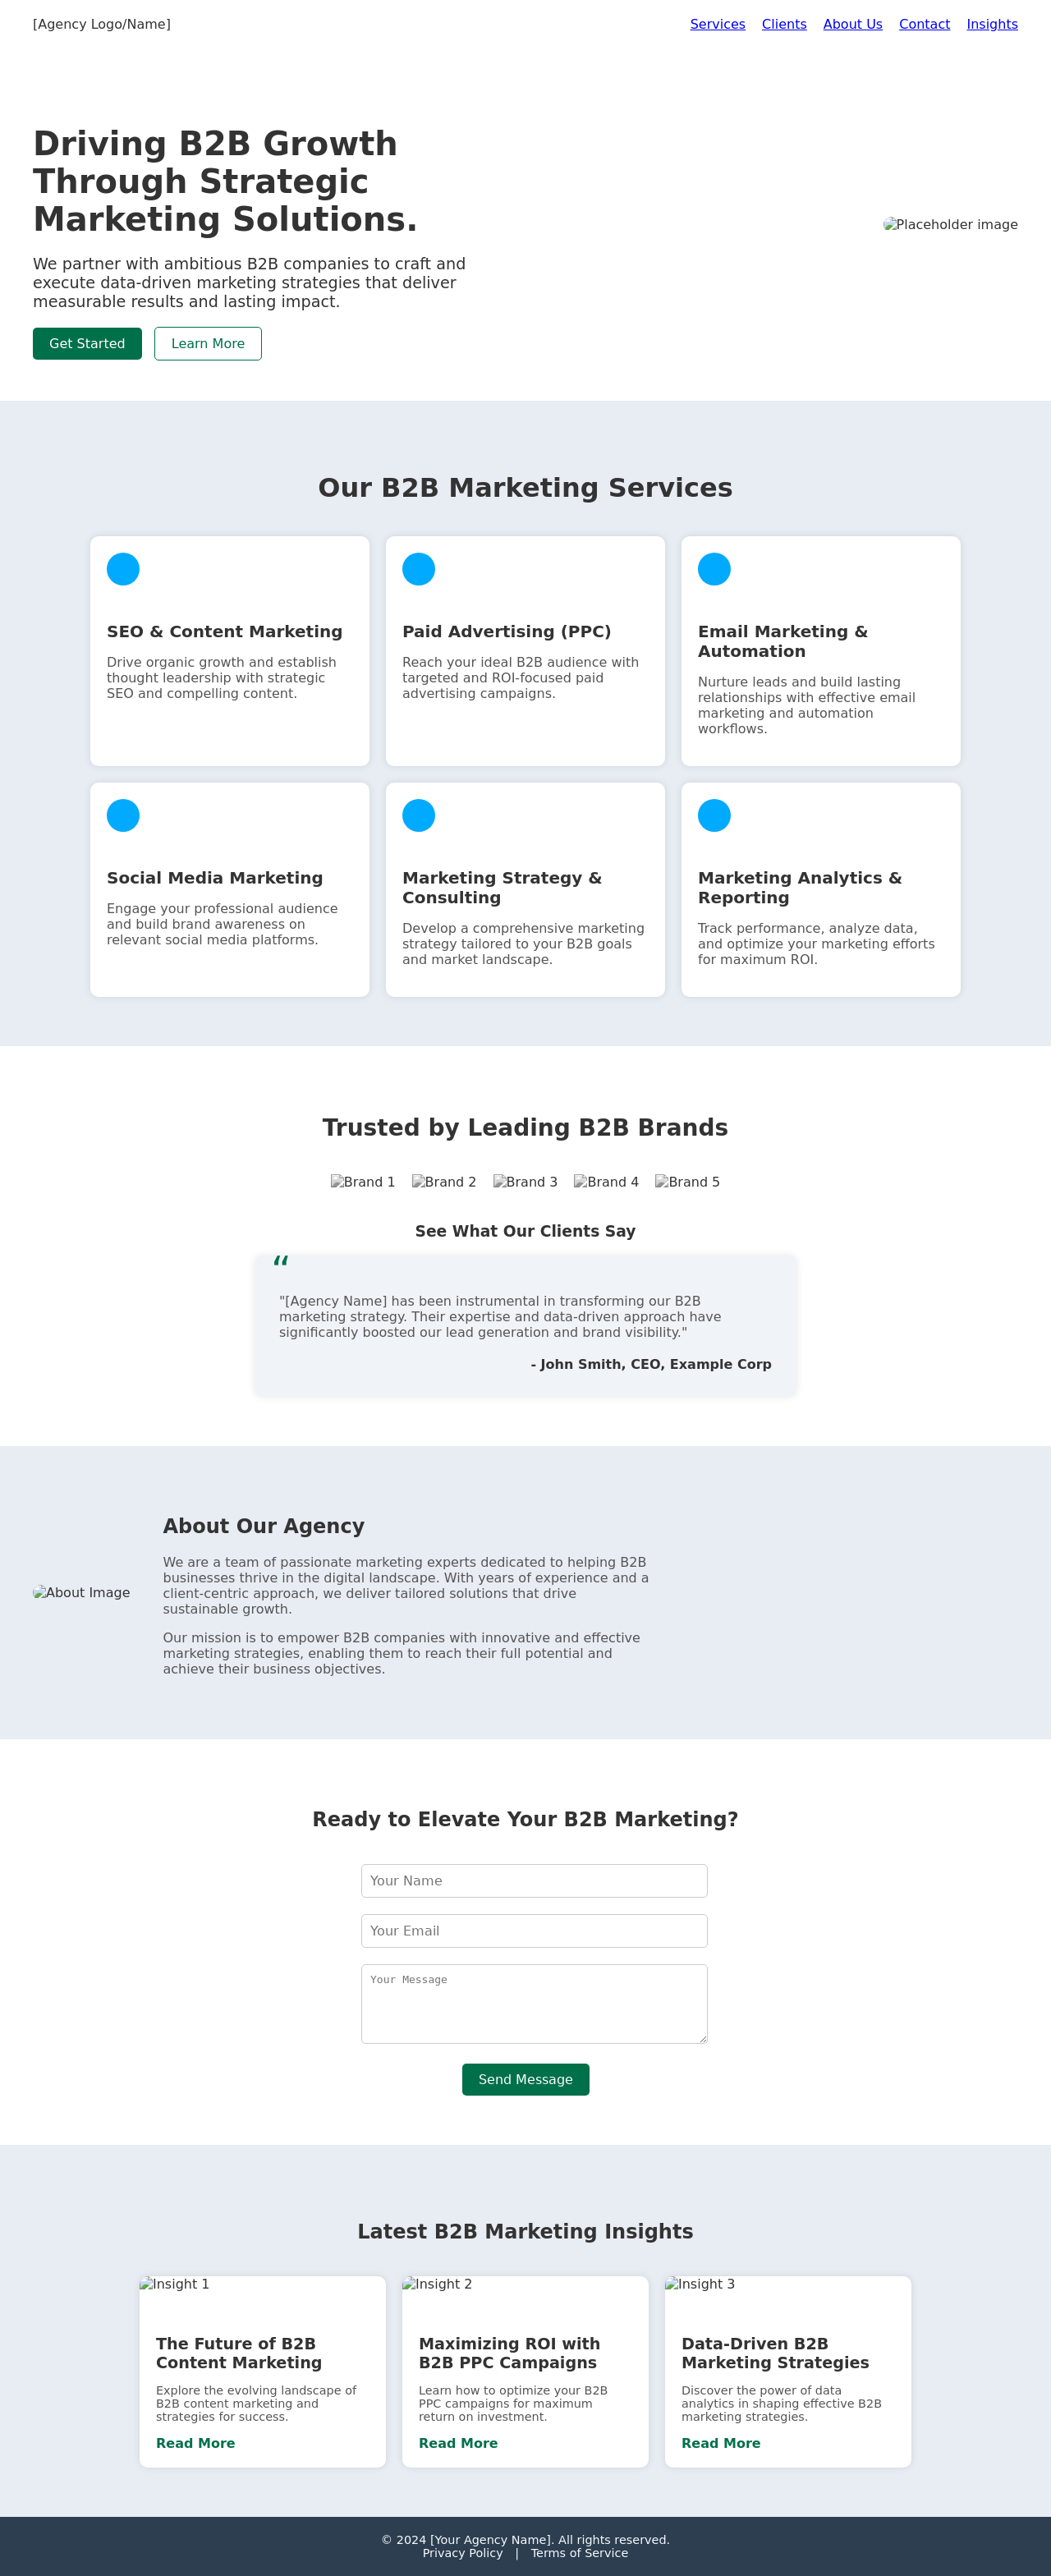 [Agency Logo/Name]
Services Clients About Us Contact Insights
Driving B2B Growth
Through Strategic
Marketing Solutions.
Placeholder image
We partner with ambitious B2B companies to craft and
execute data-driven marketing strategies that deliver
measurable results and lasting impact.
Get Started Learn More
Our B2B Marketing Services
SEO & Content Marketing
Drive organic growth and establish
thought leadership with strategic
SEO and compelling content.
Paid Advertising (PPC)
Reach your ideal B2B audience with
targeted and ROI-focused paid
advertising campaigns.
Email Marketing &
Automation
Nurture leads and build lasting
relationships with effective email
marketing and automation
workflows.
Social Media Marketing
Engage your professional audience
and build brand awareness on
relevant social media platforms.
Marketing Strategy &
Consulting
Develop a comprehensive marketing
strategy tailored to your B2B goals
and market landscape.
Marketing Analytics &
Reporting
Track performance, analyze data,
and optimize your marketing efforts
for maximum ROI.
Trusted by Leading B2B Brands
Brand 1 Brand 2 Brand 3 Brand 4 Brand 5
See What Our Clients Say
“
"[Agency Name] has been instrumental in transforming our B2B
marketing strategy. Their expertise and data-driven approach have
significantly boosted our lead generation and brand visibility."
- John Smith, CEO, Example Corp
About Image
About Our Agency
We are a team of passionate marketing experts dedicated to helping B2B
businesses thrive in the digital landscape. With years of experience and a
client-centric approach, we deliver tailored solutions that drive
sustainable growth.
Our mission is to empower B2B companies with innovative and effective
marketing strategies, enabling them to reach their full potential and
achieve their business objectives.
Ready to Elevate Your B2B Marketing?
Your Name
Your Email
Your Message
Send Message
Latest B2B Marketing Insights
Insight 1
The Future of B2B
Content Marketing
Explore the evolving landscape of
B2B content marketing and
strategies for success.
Read More
Insight 2
Maximizing ROI with
B2B PPC Campaigns
Learn how to optimize your B2B
PPC campaigns for maximum
return on investment.
Read More
Insight 3
Data-Driven B2B
Marketing Strategies
Discover the power of data
analytics in shaping effective B2B
marketing strategies.
Read More
© 2024 [Your Agency Name]. All rights reserved.
Privacy Policy | Terms of Service